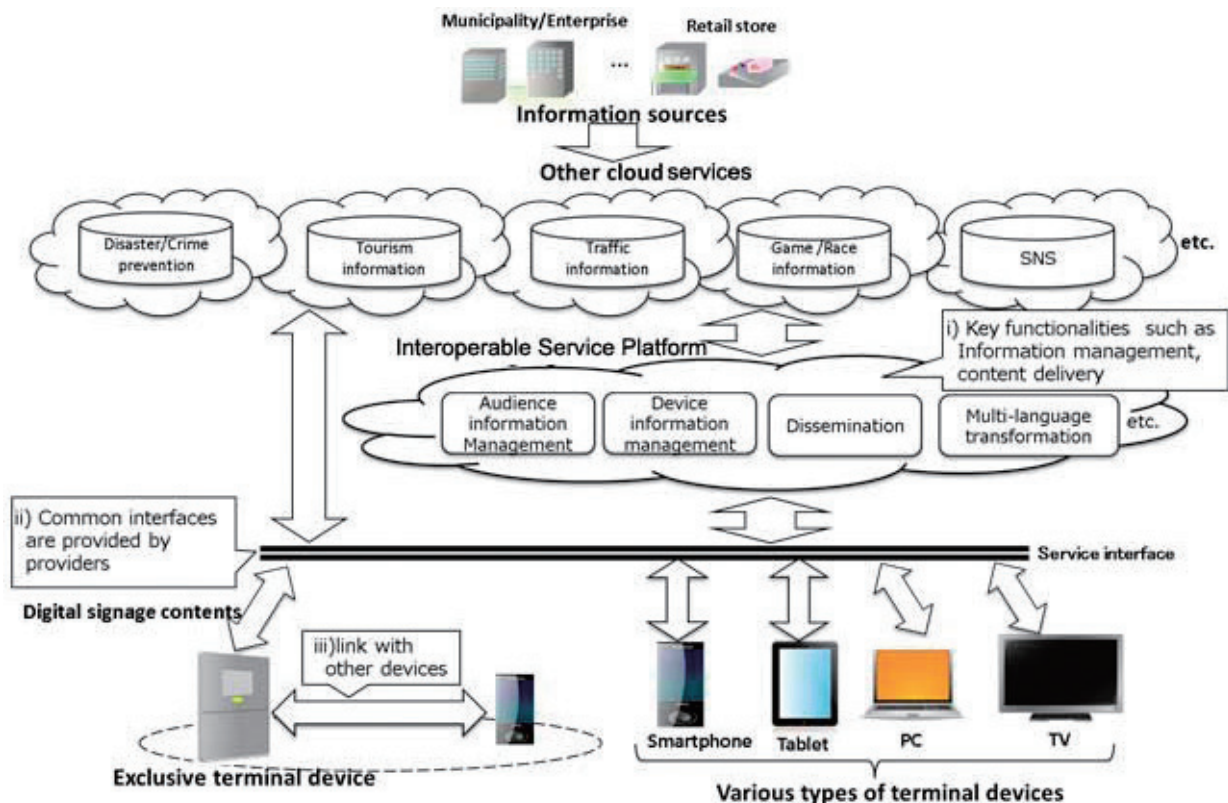 Municipality/Enterprise
Retail store
...
Information sources
Other cloud services
Disaster/Crime
prevention
Tourism
information
Traffic
information
Game /Race
information
SNS
etc.
Interoperable Service Platform
i) Key functionalities such as
Information management,
content delivery
Audience
information
Management
Device
information
management
Dissemination
Multi-language
transformation
etc.
ii) Common interfaces
are provided by
providers
Service interface
Digital signage contents
iii)link with
other devices
Smartphone
Tablet
PC
TV
Exclusive terminal device
Various types of terminal devices